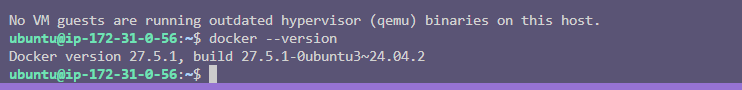 No VM guests are running outdated hypervisor (qemu) binaries on this host.
ubuntu@ip-172-31-0-56:~$ docker --version
Docker version 27.5.1, build 27.5.1-0ubuntu3~24.04.2
ubuntu@ip-172-31-0-56:~$